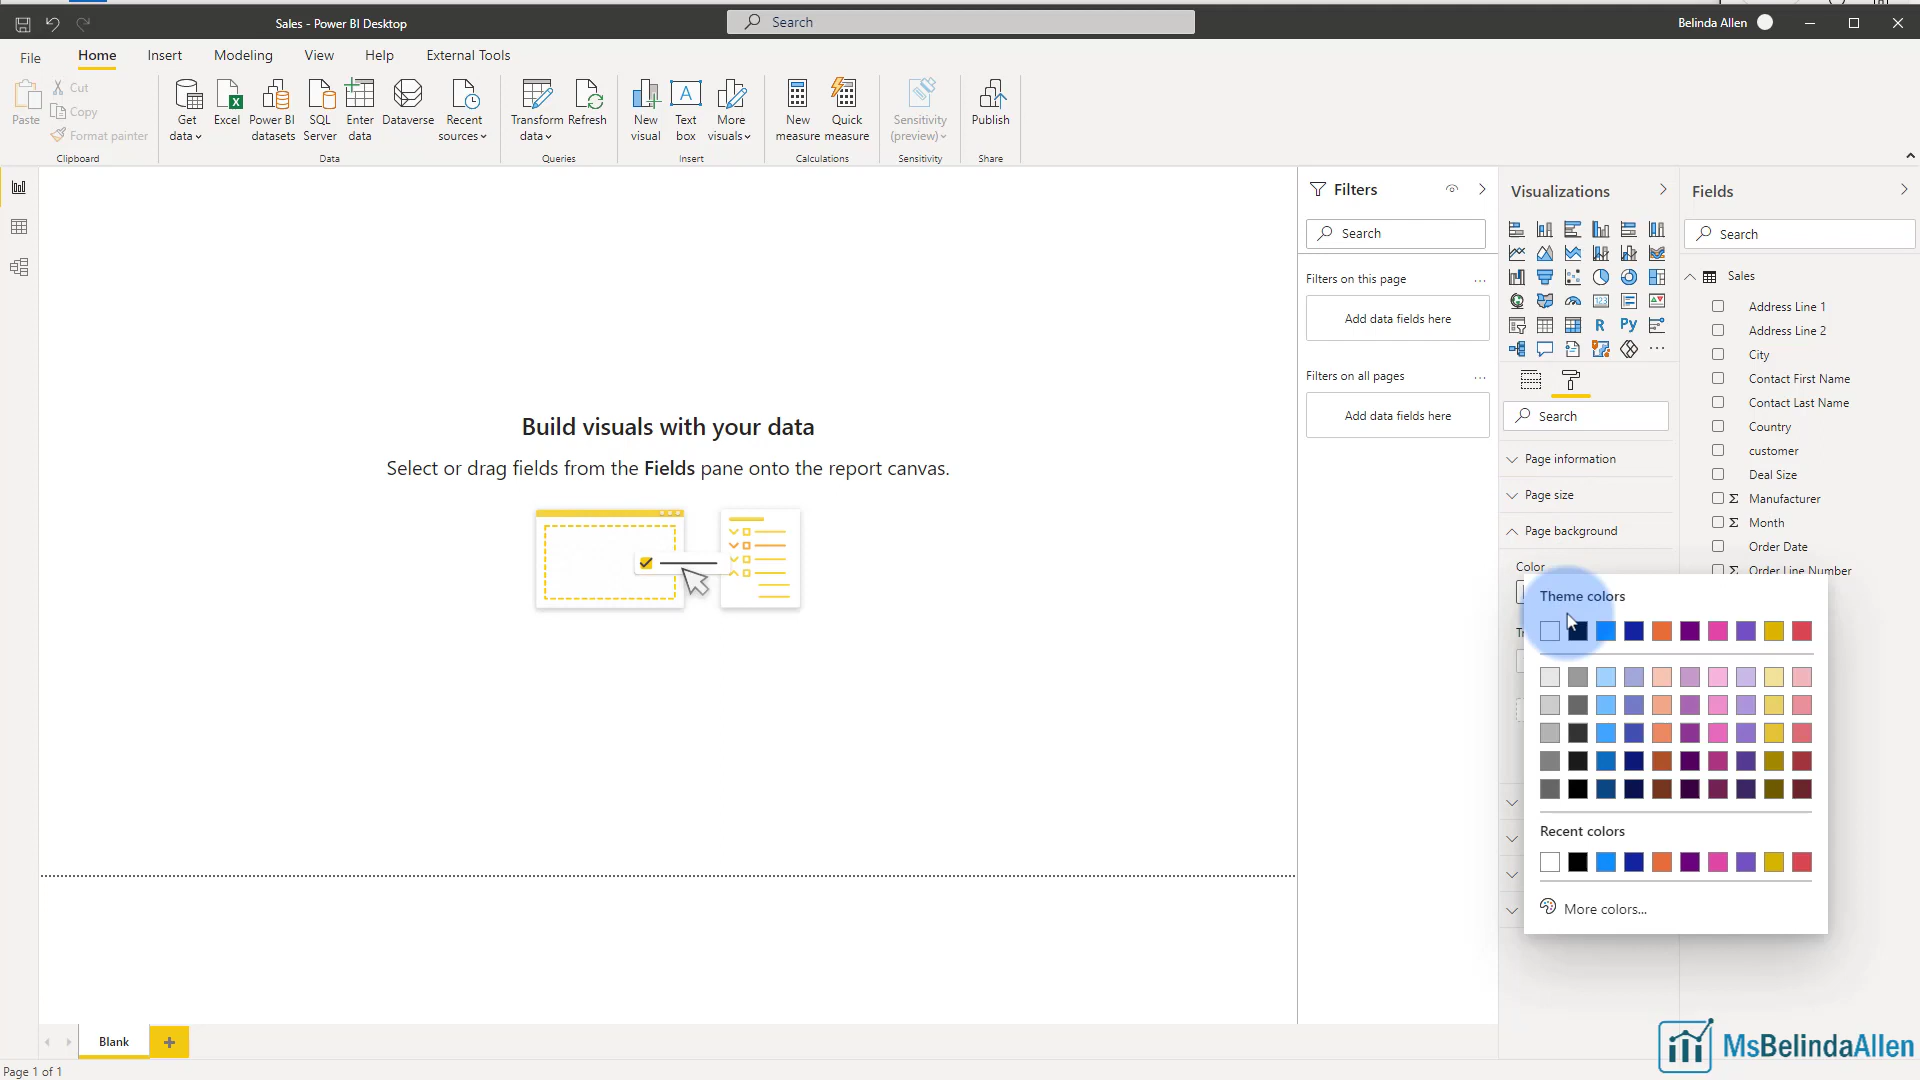 Sales - Power BI Desktop
Search
Belinda Allen
File
Home
Insert
Modeling
View
Help
External Tools
Paste
Cut
Copy
Format painter
Clipboard
Get data
Excel
Power BI datasets
SQL Server
Enter data
Dataverse
Recent sources
Data
Transform data
Refresh
Queries
New visual
A
Text box
More visuals
Insert
New measure
Quick measure
Calculations
Sensitivity (preview)
Sensitivity
Publish
Share
Build visuals with your data
Select or drag fields from the Fields pane onto the report canvas.
Filters
Search
Filters on this page
...
Add data fields here
Filters on all pages
...
Add data fields here
Visualizations
123
R
Py
...
Search
Page information
Page size
Page background
Color
Theme colors
Recent colors
More colors...
Fields
Search
Sales
Address Line 1
Address Line 2
City
Contact First Name
Contact Last Name
Country
customer
Deal Size
Σ Manufacturer
Σ Month
Order Date
Σ Order Line Number
Blank
Page 1 of 1
MsBelindaAllen